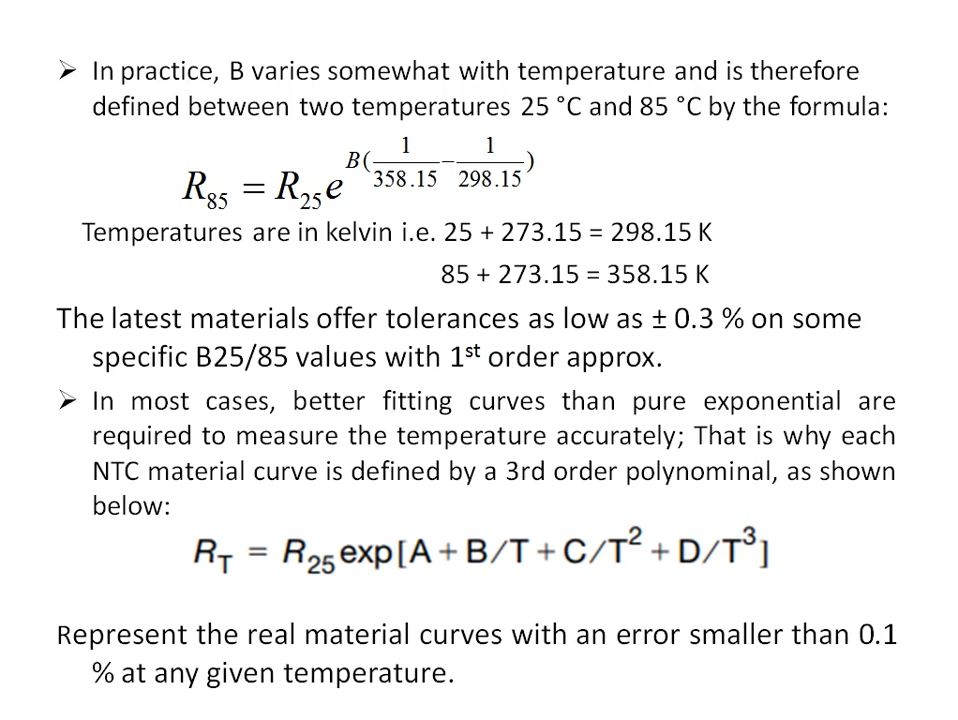 ➢ In practice, B varies somewhat with temperature and is therefore
defined between two temperatures 25 °C and 85 °C by the formula:
R₈₅ = R₂₅e^B(1/358.15 − 1/298.15)
Temperatures are in kelvin i.e. 25 + 273.15 = 298.15 K
85 + 273.15 = 358.15 K
The latest materials offer tolerances as low as ± 0.3 % on some
specific B25/85 values with 1st order approx.
➢ In most cases, better fitting curves than pure exponential are
required to measure the temperature accurately; That is why each
NTC material curve is defined by a 3rd order polynominal, as shown
below:
R_T = R₂₅ exp[A + B/T + C/T² + D/T³]
Represent the real material curves with an error smaller than 0.1
% at any given temperature.